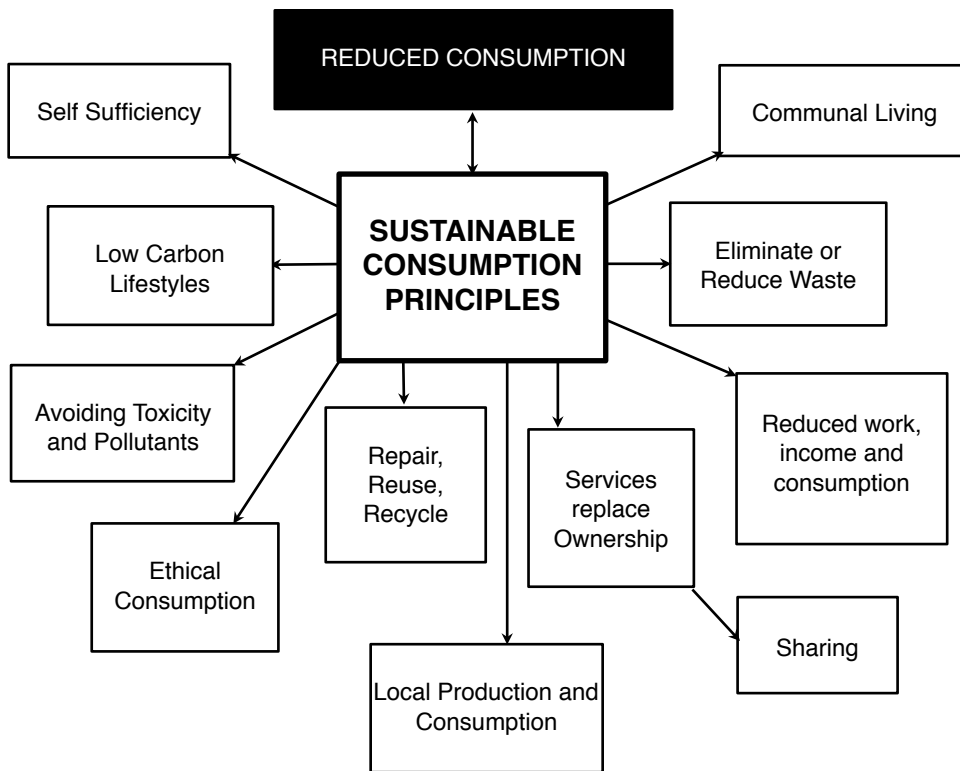 REDUCED CONSUMPTION
Self Sufficiency
Communal Living
SUSTAINABLE
CONSUMPTION
PRINCIPLES
Low Carbon
Lifestyles
Eliminate or
Reduce Waste
Avoiding Toxicity
and Pollutants
Repair,
Reuse,
Recycle
Services
replace
Ownership
Reduced work,
income and
consumption
Ethical
Consumption
Local Production and
Consumption
Sharing